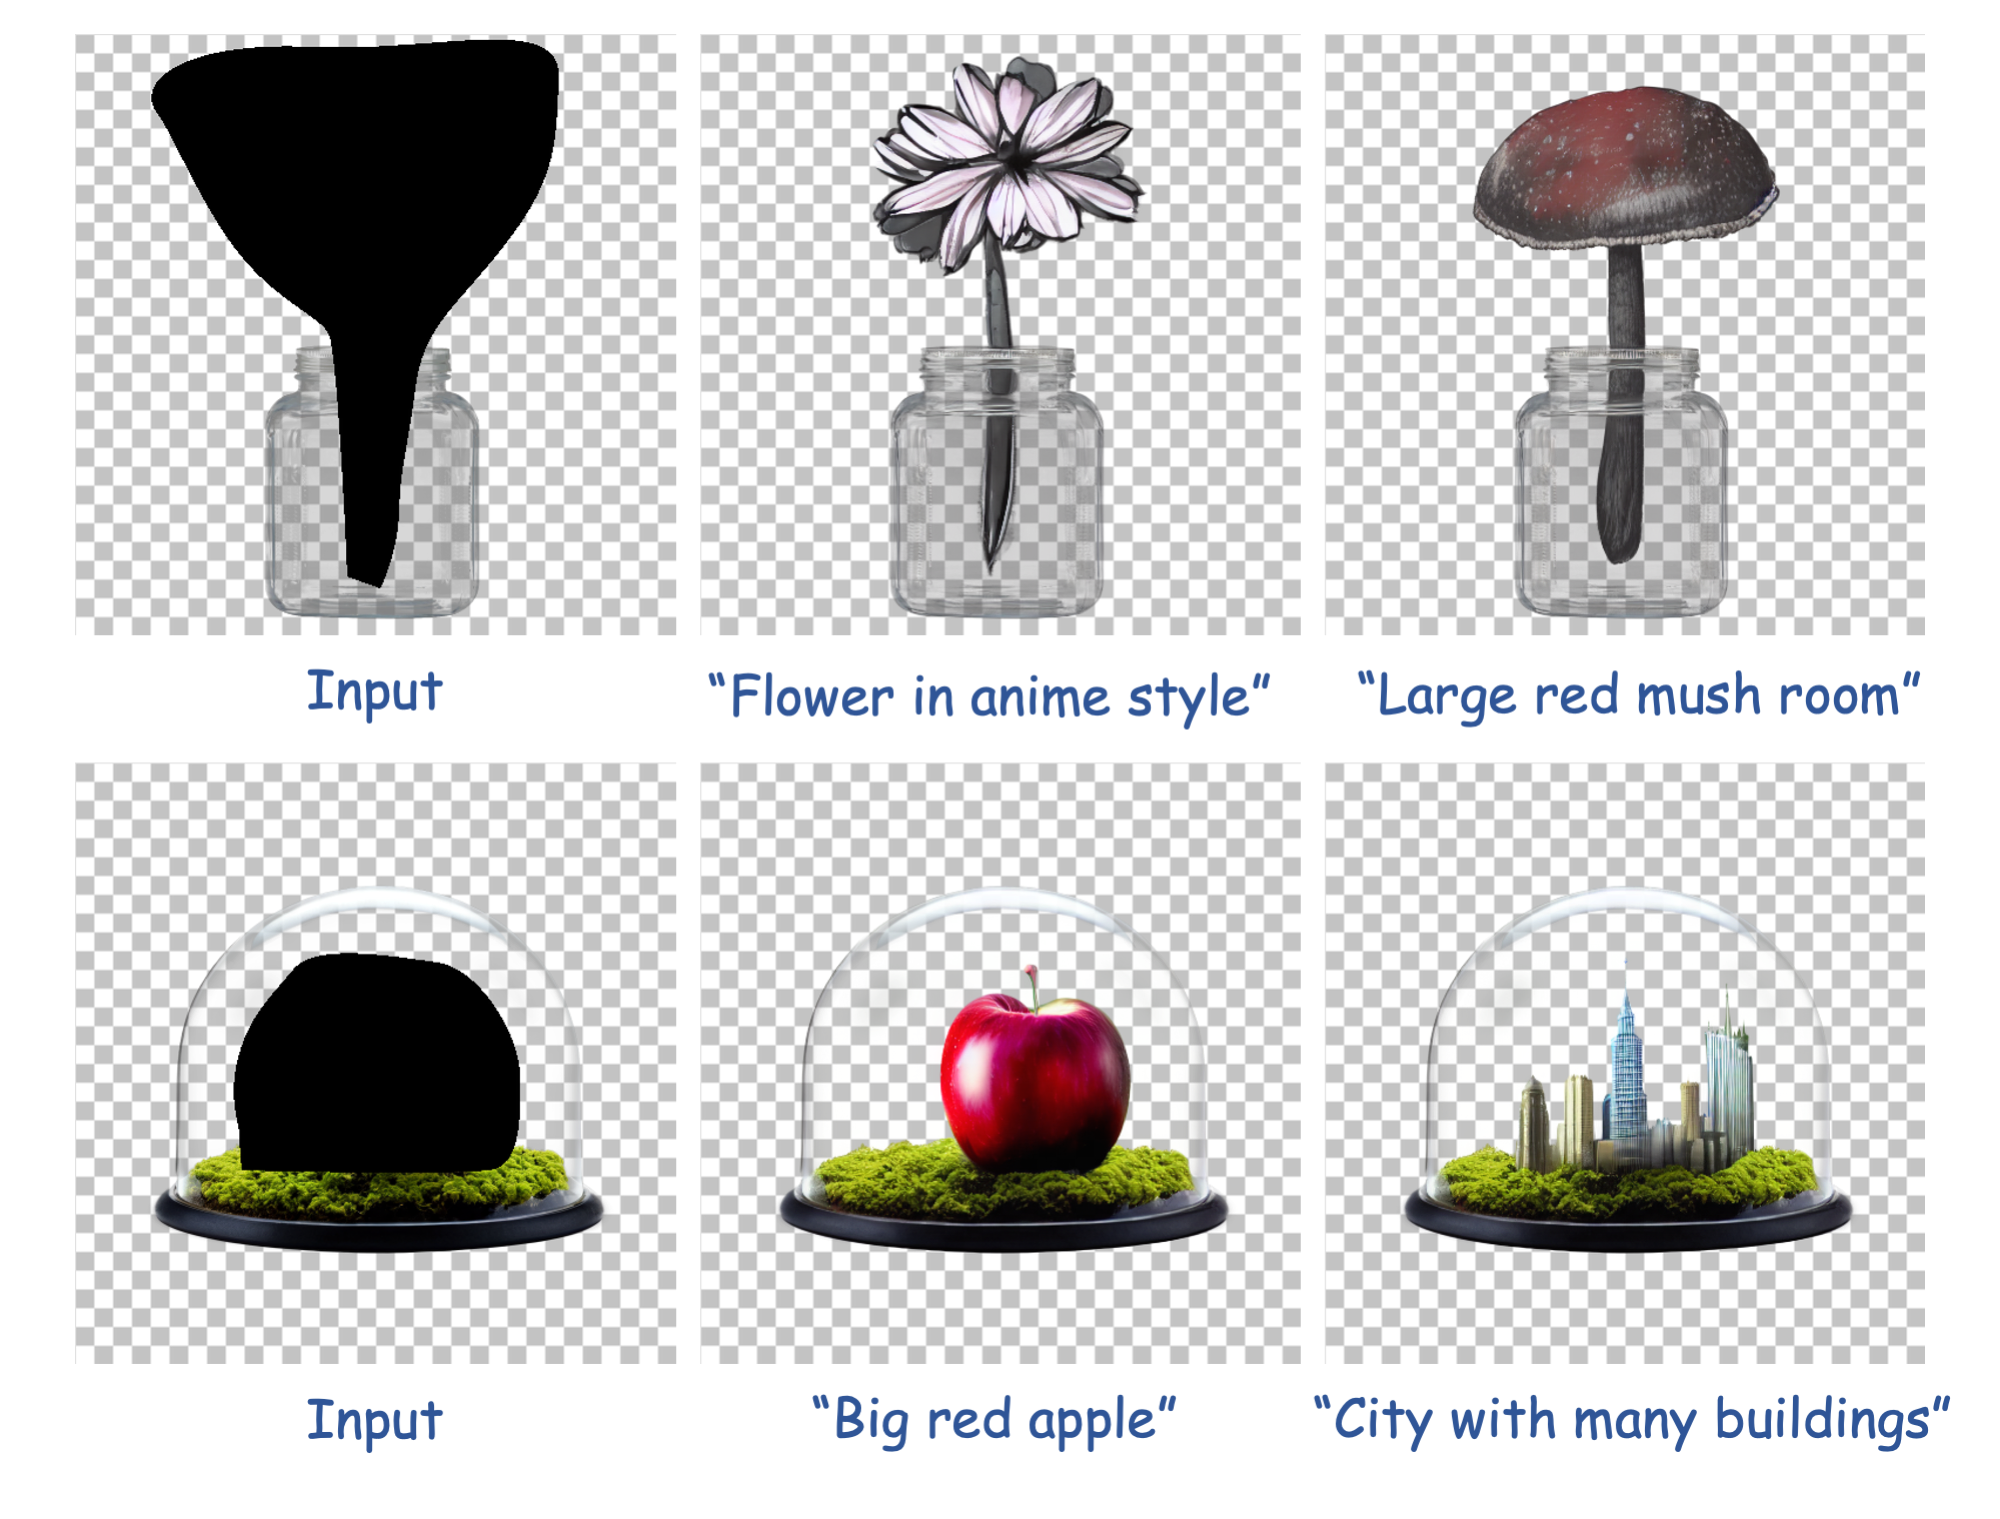 Input
“Flower in anime style”
“Large red mush room”
Input
“Big red apple”
“City with many buildings”